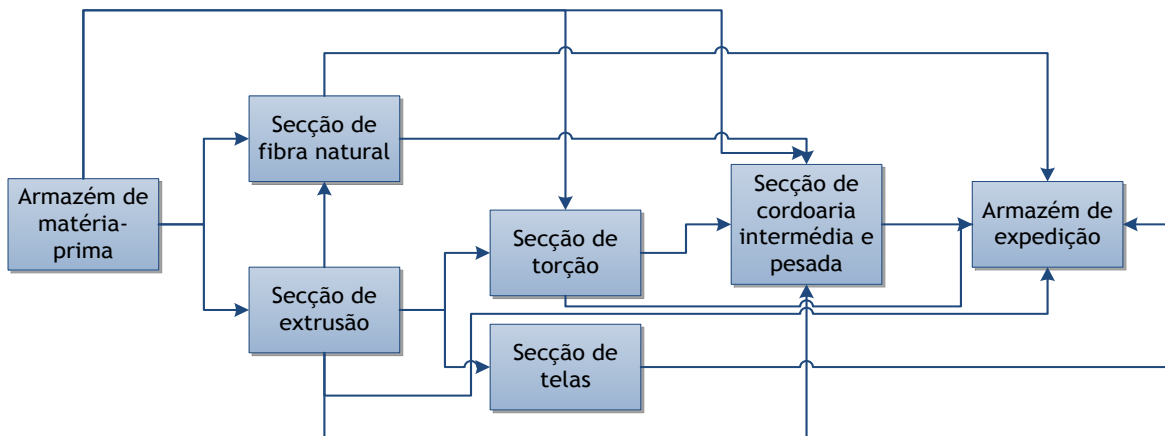 Armazém de
matéria-
prima
Secção de
fibra natural
Secção de
extrusão
Secção de
torção
Secção de
telas
Secção de
cordoaria
intermédia e
pesada
Armazém de
expedição